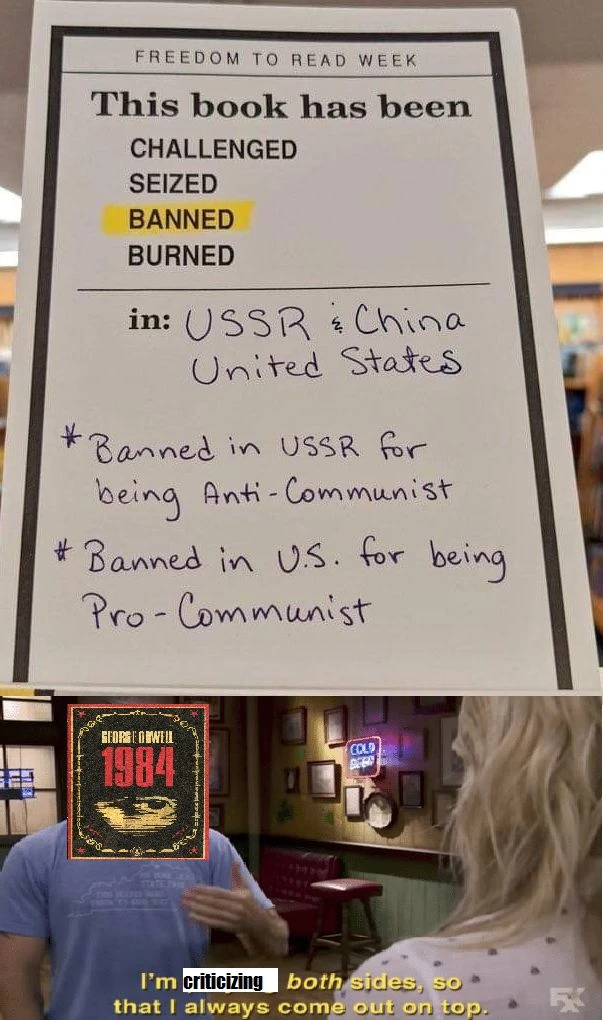 FREEDOM TO READ WEEK
This book has been
CHALLENGED
SEIZED
BANNED
BURNED
in: USSR & China
United States
* Banned in USSR for
being Anti-Communist
* Banned in U.S. for being
Pro-Communist
GEORGE ORWELL
1984
COLD
BEER
I'm criticizing both sides, so
that I always come out on top.
FX